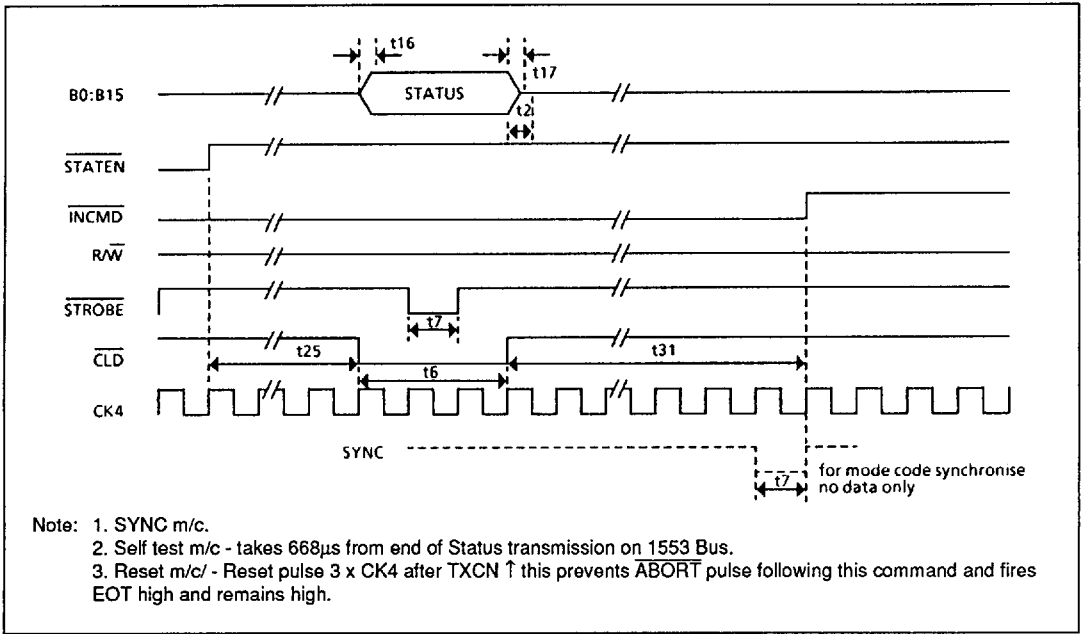 t16
t17
B0:B15
STATUS
t2
STATEN
INCMD
R/W
STROBE
t7
CLD
t25
t31
t6
CK4
SYNC
for mode code synchronise
t7
no data only
Note: 1. SYNC m/c.
2. Self test m/c - takes 668µs from end of Status transmission on 1553 Bus.
3. Reset m/c/ - Reset pulse 3 x CK4 after TXCN ↑ this prevents ABORT pulse following this command and fires
EOT high and remains high.